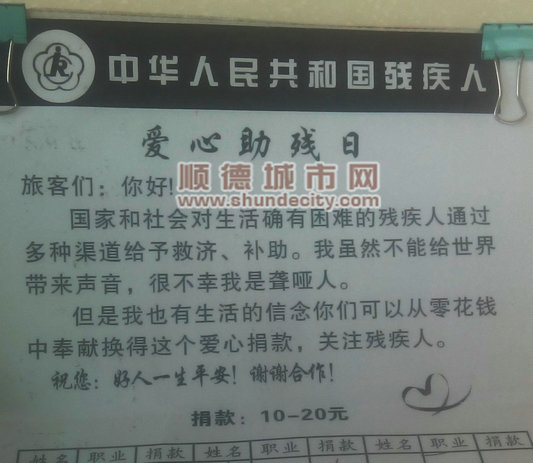 中华人民共和国残疾人
爱心助残日
顺德城市网
www.shundecity.com
旅客们：你好！
国家和社会对生活确有困难的残疾人通过
多种渠道给予救济、补助。我虽然不能给世界
带来声音，很不幸我是聋哑人。
但是我也有生活的信念你们可以从零花钱
中奉献换得这个爱心捐款，关注残疾人。
祝您：好人一生平安！谢谢合作！
捐款：10-20元
姓名 职业 捐款 姓名 职业 捐款 姓名 职业 捐款